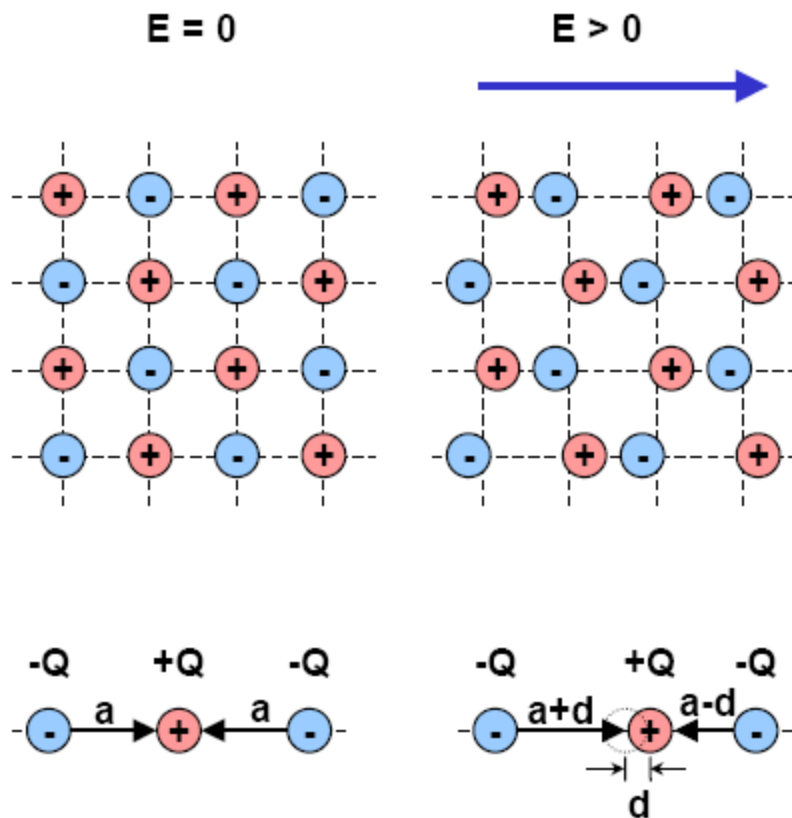 E = 0 E > 0
+ - + - + - + -
- + - + - + - +
+ - + - + - + -
- + - + - + - +
-Q +Q -Q -Q +Q -Q
a a a+d a-d
- + - - + -
d